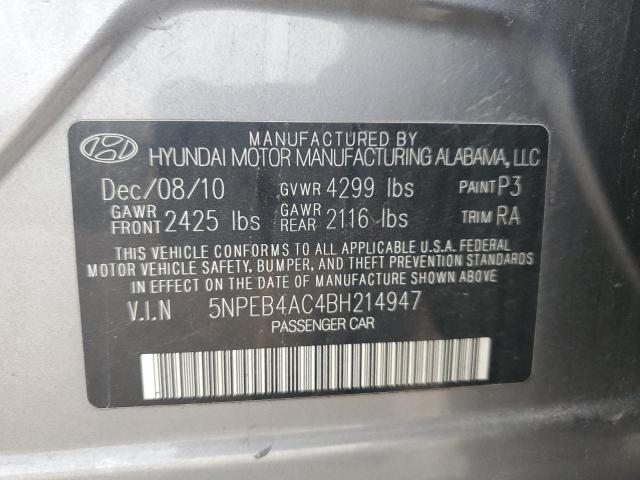 MANUFACTURED BY
HYUNDAI MOTOR MANUFACTURING ALABAMA, LLC
Dec/08/10 GVWR 4299 lbs PAINT P3
GAWR FRONT 2425 lbs GAWR REAR 2116 lbs TRIM RA
THIS VEHICLE CONFORMS TO ALL APPLICABLE U.S.A. FEDERAL
MOTOR VEHICLE SAFETY, BUMPER, AND THEFT PREVENTION
STANDARDS IN EFFECT ON THE DATE OF MANUFACTURE SHOWN ABOVE.
V.I.N 5NPEB4AC4BH214947
PASSENGER CAR